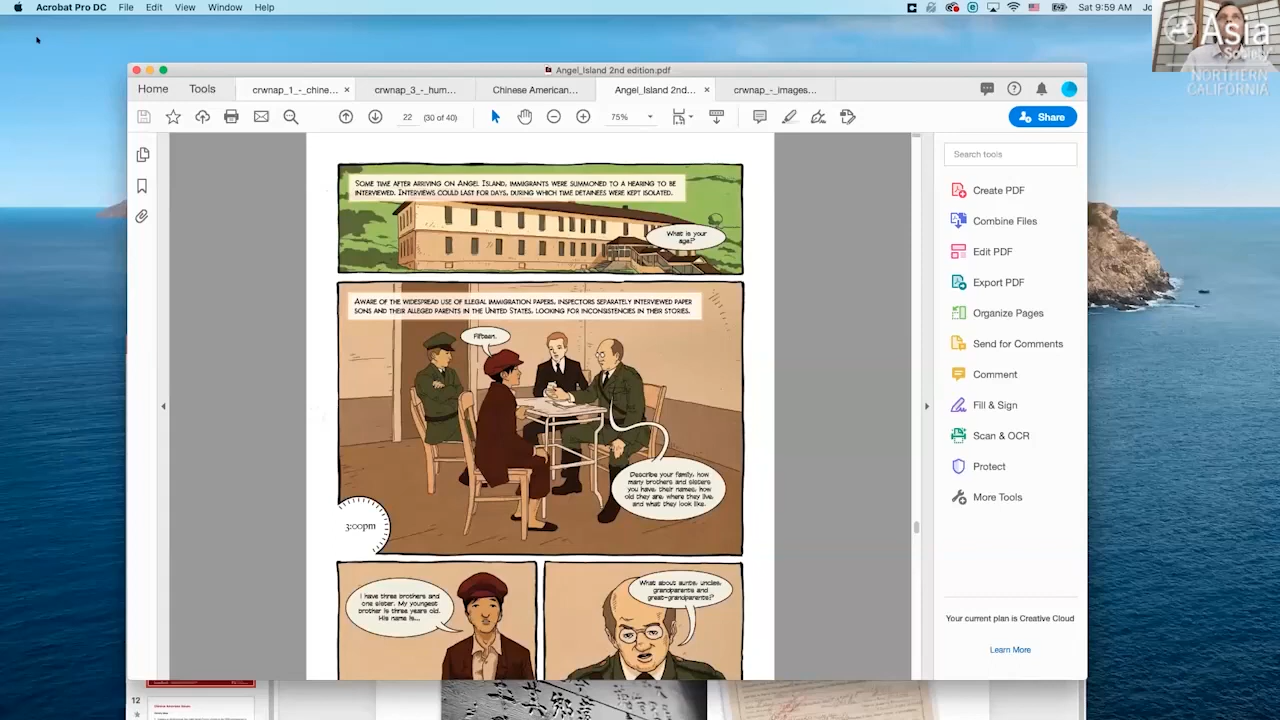 Acrobat Pro DC File Edit View Window Help
Sat 9:59 AM
Asia
Society
NORTHERN
CALIFORNIA
Angel_Island 2nd edition.pdf
Home Tools crwnap_1_-_chine... crwnap_3_-_hum... Chinese American... Angel_Island 2nd... crwnap_-_images...
22 (30 of 40) 75% Share
SOME TIME AFTER ARRIVING ON ANGEL ISLAND, IMMIGRANTS WERE SUMMONED TO A HEARING TO BE
INTERVIEWED. INTERVIEWS COULD LAST FOR DAYS, DURING WHICH TIME DETAINEES WERE KEPT ISOLATED.
What is your
age?
AWARE OF THE WIDESPREAD USE OF ILLEGAL IMMIGRATION PAPERS, INSPECTORS SEPARATELY INTERVIEWED PAPER
SONS AND THEIR ALLEGED PARENTS IN THE UNITED STATES, LOOKING FOR INCONSISTENCIES IN THEIR STORIES.
Fifteen.
Describe your family, how
many brothers and sisters
you have, their names, how
old they are, where they live,
and what they look like.
3:00pm
I have three brothers and
one sister. My youngest
brother is three years old.
His name is...
What about aunts, uncles,
grandparents and
great-grandparents?
Search tools
Create PDF
Combine Files
Edit PDF
Export PDF
Organize Pages
Send for Comments
Comment
Fill & Sign
Scan & OCR
Protect
More Tools
Your current plan is Creative Cloud
Learn More
12